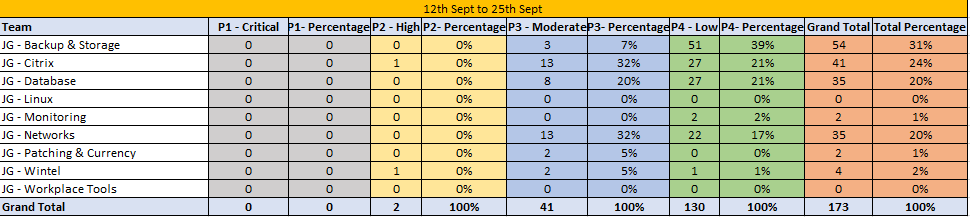 12th Sept to 25th Sept
Team P1 - Critical P1- Percentage P2 - High P2- Percentage P3 - Moderate P3- Percentage P4 - Low P4- Percentage Grand Total Total Percentage
JG - Backup & Storage 0 0 0 0% 3 7% 51 39% 54 31%
JG - Citrix 0 0 1 0% 13 32% 27 21% 41 24%
JG - Database 0 0 0 0% 8 20% 27 21% 35 20%
JG - Linux 0 0 0 0% 0 0% 0 0% 0 0%
JG - Monitoring 0 0 0 0% 0 0% 2 2% 2 1%
JG - Networks 0 0 0 0% 13 32% 22 17% 35 20%
JG - Patching & Currency 0 0 0 0% 2 5% 0 0% 2 1%
JG - Wintel 0 0 1 0% 2 5% 1 1% 4 2%
JG - Workplace Tools 0 0 0 0% 0 0% 0 0% 0 0%
Grand Total 0 0 2 100% 41 100% 130 100% 173 100%